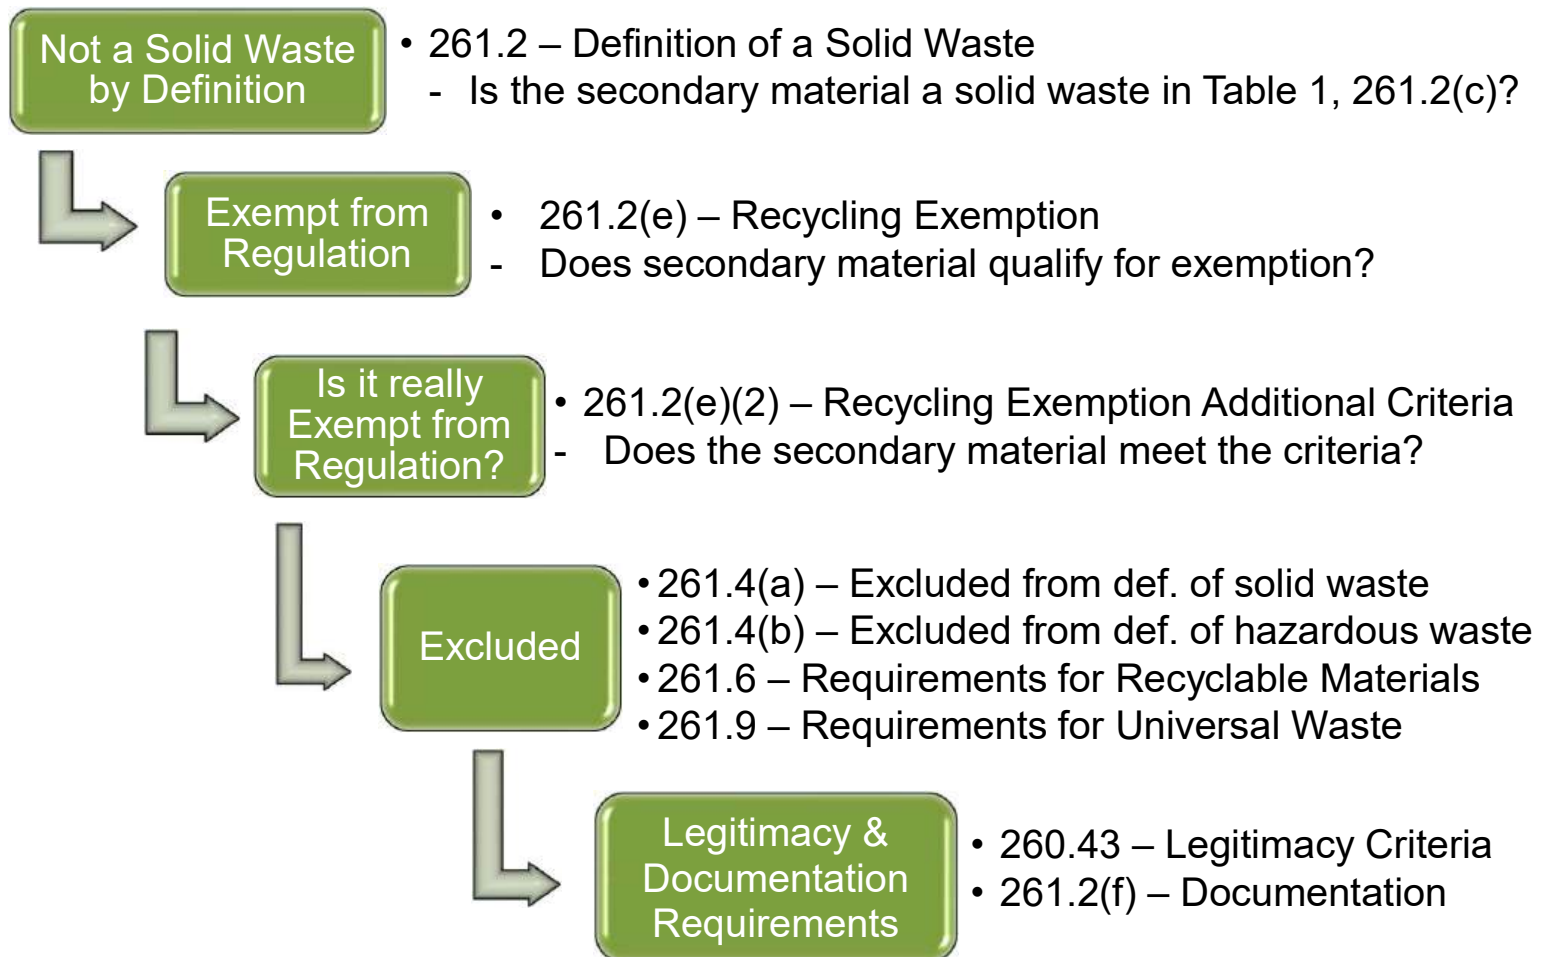 Not a Solid Waste
by Definition
• 261.2 – Definition of a Solid Waste
- Is the secondary material a solid waste in Table 1, 261.2(c)?
Exempt from
Regulation
• 261.2(e) – Recycling Exemption
- Does secondary material qualify for exemption?
Is it really
Exempt from
Regulation?
• 261.2(e)(2) – Recycling Exemption Additional Criteria
- Does the secondary material meet the criteria?
Excluded
• 261.4(a) – Excluded from def. of solid waste
• 261.4(b) – Excluded from def. of hazardous waste
• 261.6 – Requirements for Recyclable Materials
• 261.9 – Requirements for Universal Waste
Legitimacy &
Documentation
Requirements
• 260.43 – Legitimacy Criteria
• 261.2(f) – Documentation